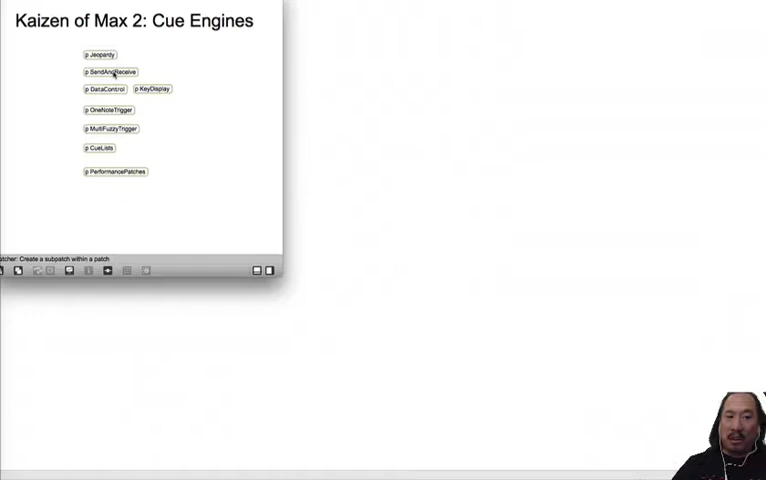 Kaizen of Max 2: Cue Engines
p Jeopardy
p SendAndReceive
p DataControl p KeyDisplay
p OneNoteTrigger
p MultiFuzzyTrigger
p CueLists
p PerformancePatches
atcher: Create a subpatch within a patch